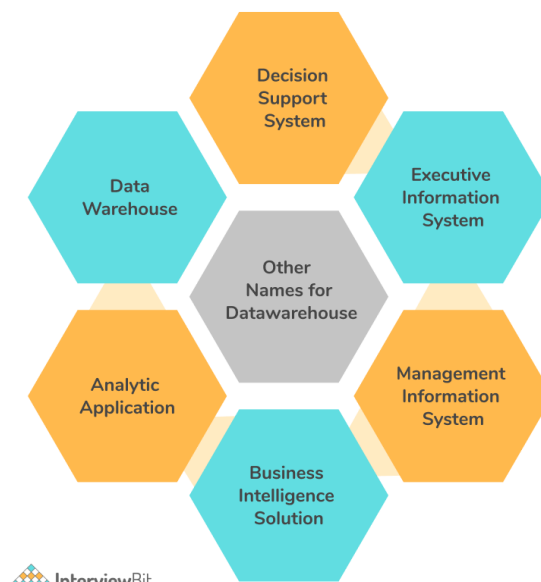 Decision
Support
System
Executive
Information
System
Management
Information
System
Business
Intelligence
Solution
Analytic
Application
Data
Warehouse
Other
Names for
Datawarehouse
InterviewBit